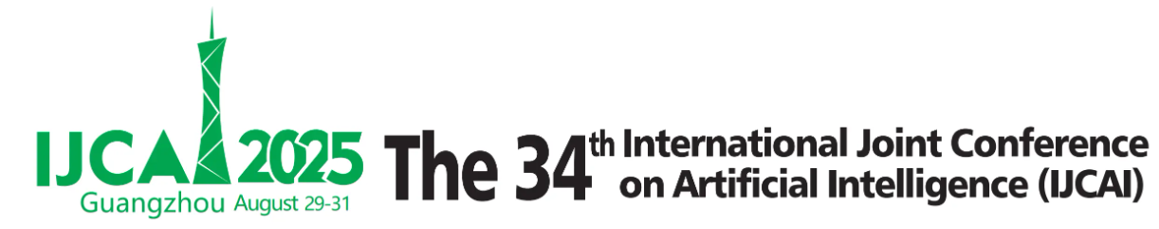 IJCAI 2025
Guangzhou August 29-31
The 34th International Joint Conference
on Artificial Intelligence (IJCAI)